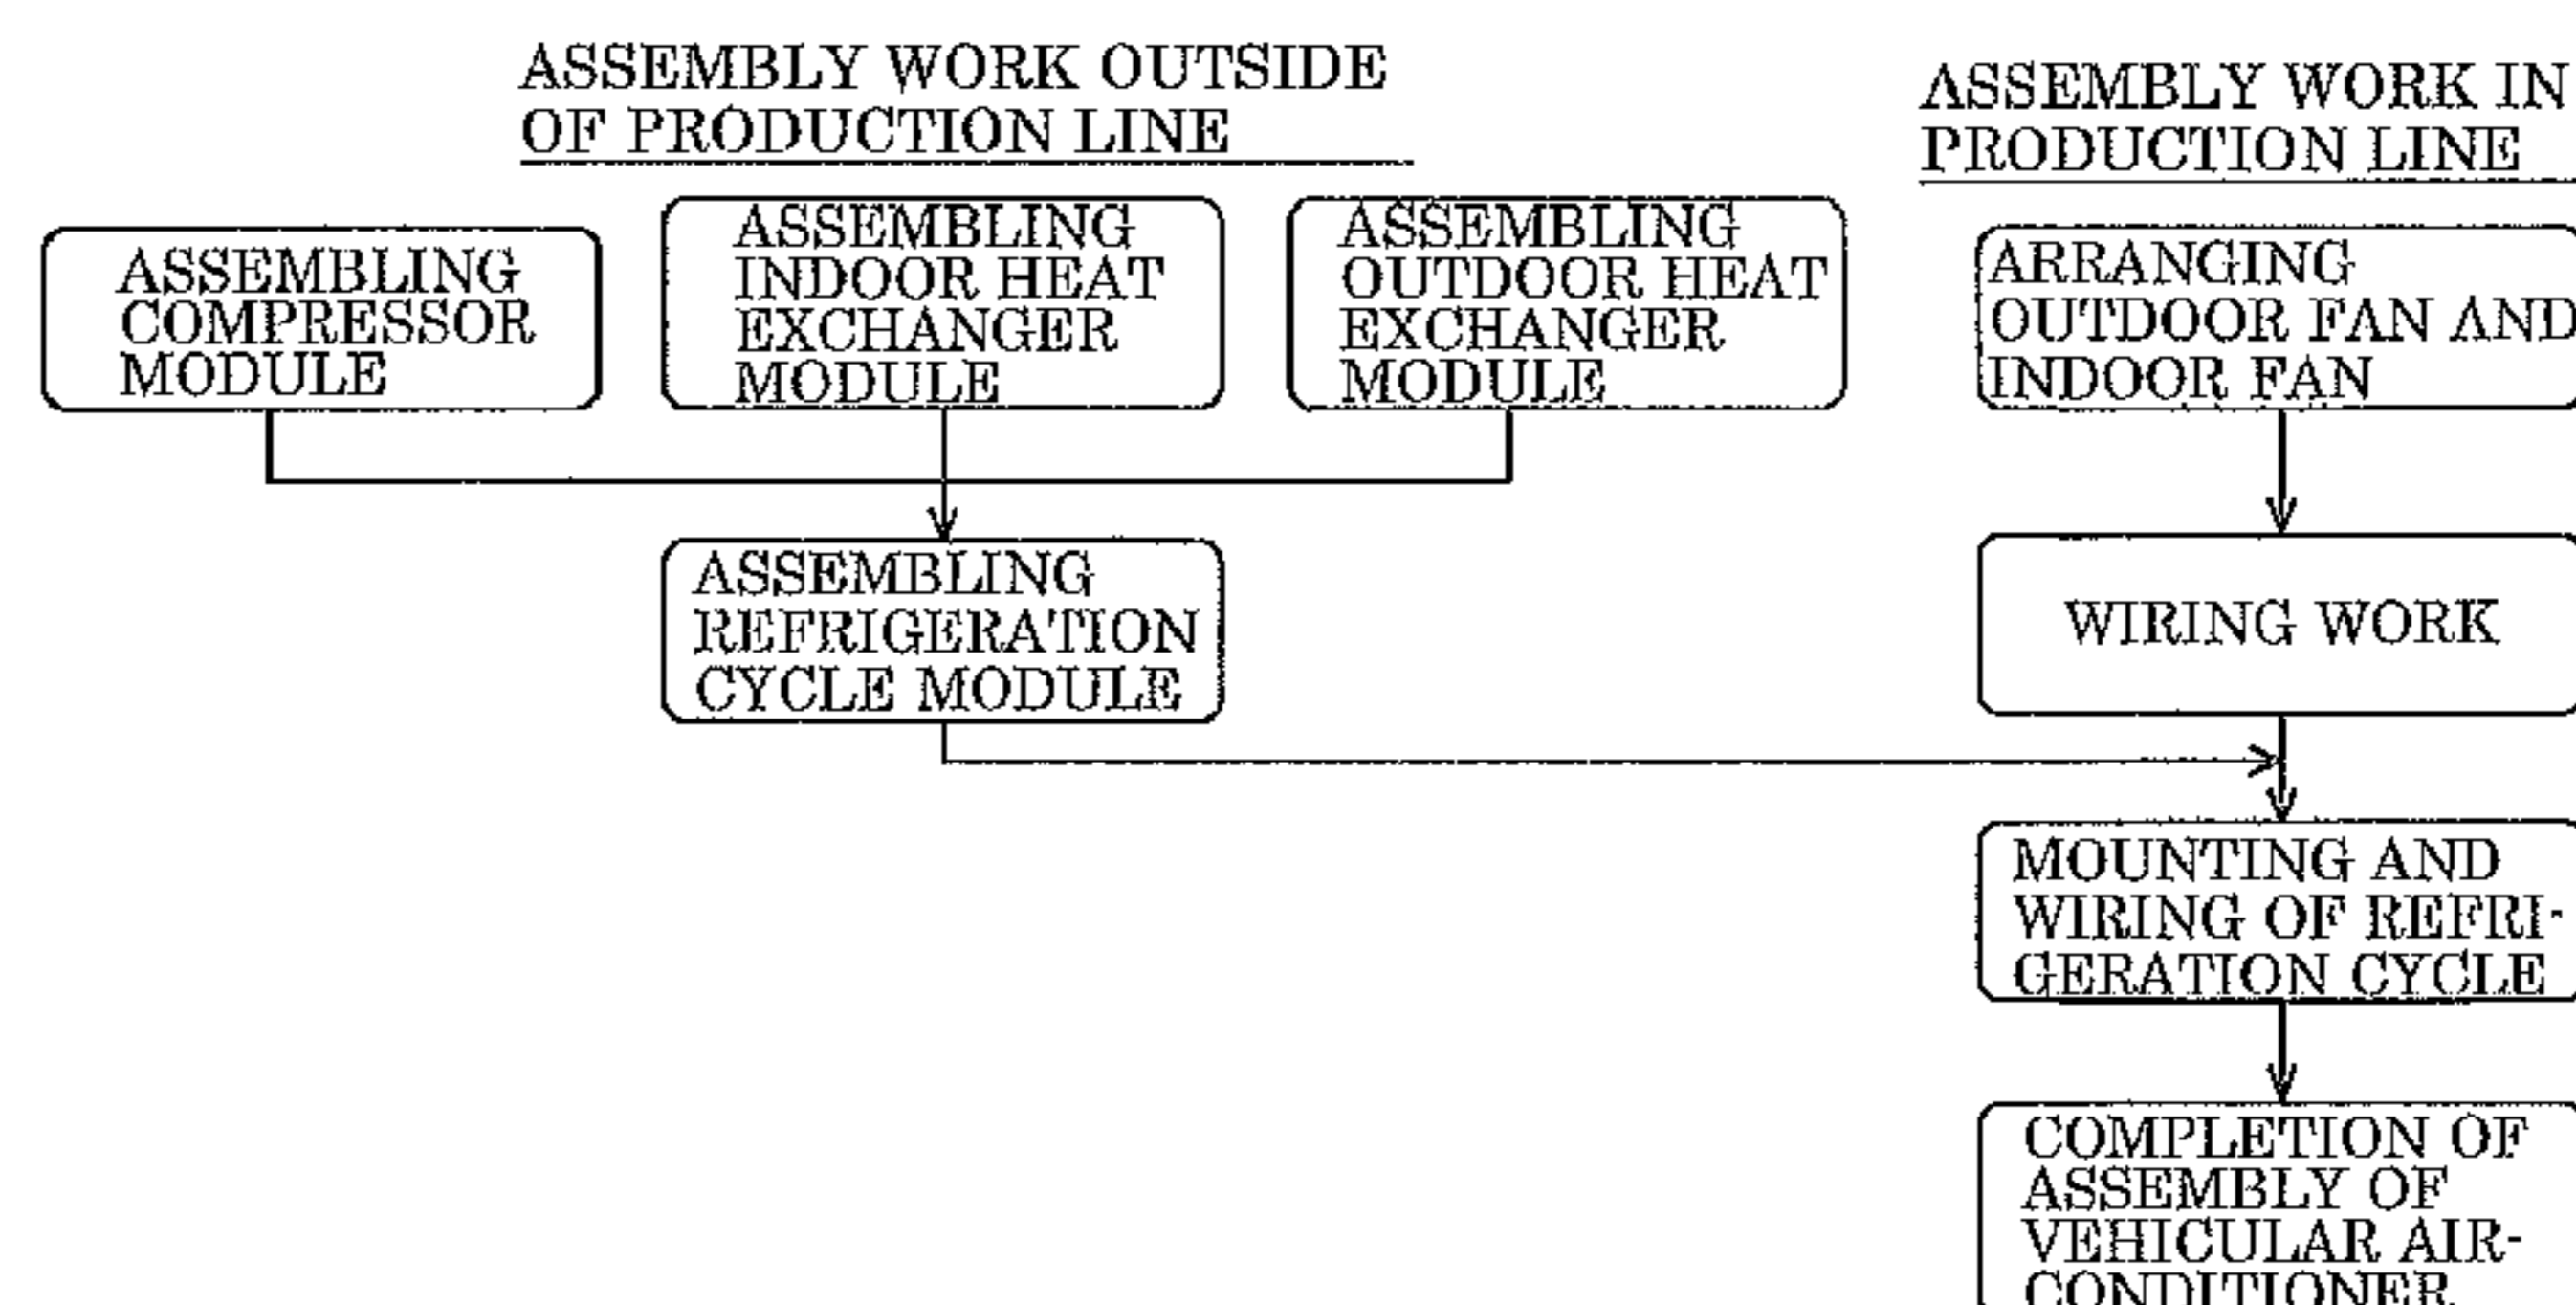 ASSEMBLY WORK OUTSIDE
OF PRODUCTION LINE
ASSEMBLING
COMPRESSOR
MODULE
ASSEMBLING
INDOOR HEAT
EXCHANGER
MODULE
ASSEMBLING
OUTDOOR HEAT
EXCHANGER
MODULE
ASSEMBLING
REFRIGERATION
CYCLE MODULE
ASSEMBLY WORK IN
PRODUCTION LINE
ARRANGING
OUTDOOR FAN AND
INDOOR FAN
WIRING WORK
MOUNTING AND
WIRING OF REFRI-
GERATION CYCLE
COMPLETION OF
ASSEMBLY OF
VEHICULAR AIR-
CONDITIONER